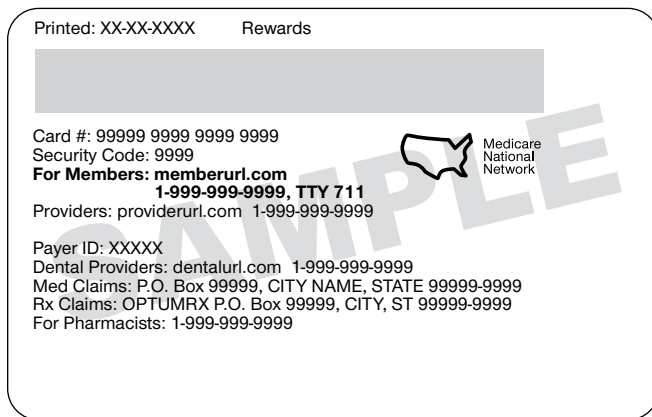 Printed: XX-XX-XXXX Rewards
Card #: 99999 9999 9999 9999
Security Code: 9999
For Members: memberurl.com
1-999-999-9999, TTY 711
Providers: providerurl.com 1-999-999-9999
Medicare
National
Network
Payer ID: XXXXX
Dental Providers: dentalurl.com 1-999-999-9999
Med Claims: P.O. Box 99999, CITY NAME, STATE 99999-9999
Rx Claims: OPTUMRX P.O. Box 99999, CITY, ST 99999-9999
For Pharmacists: 1-999-999-9999
SAMPLE